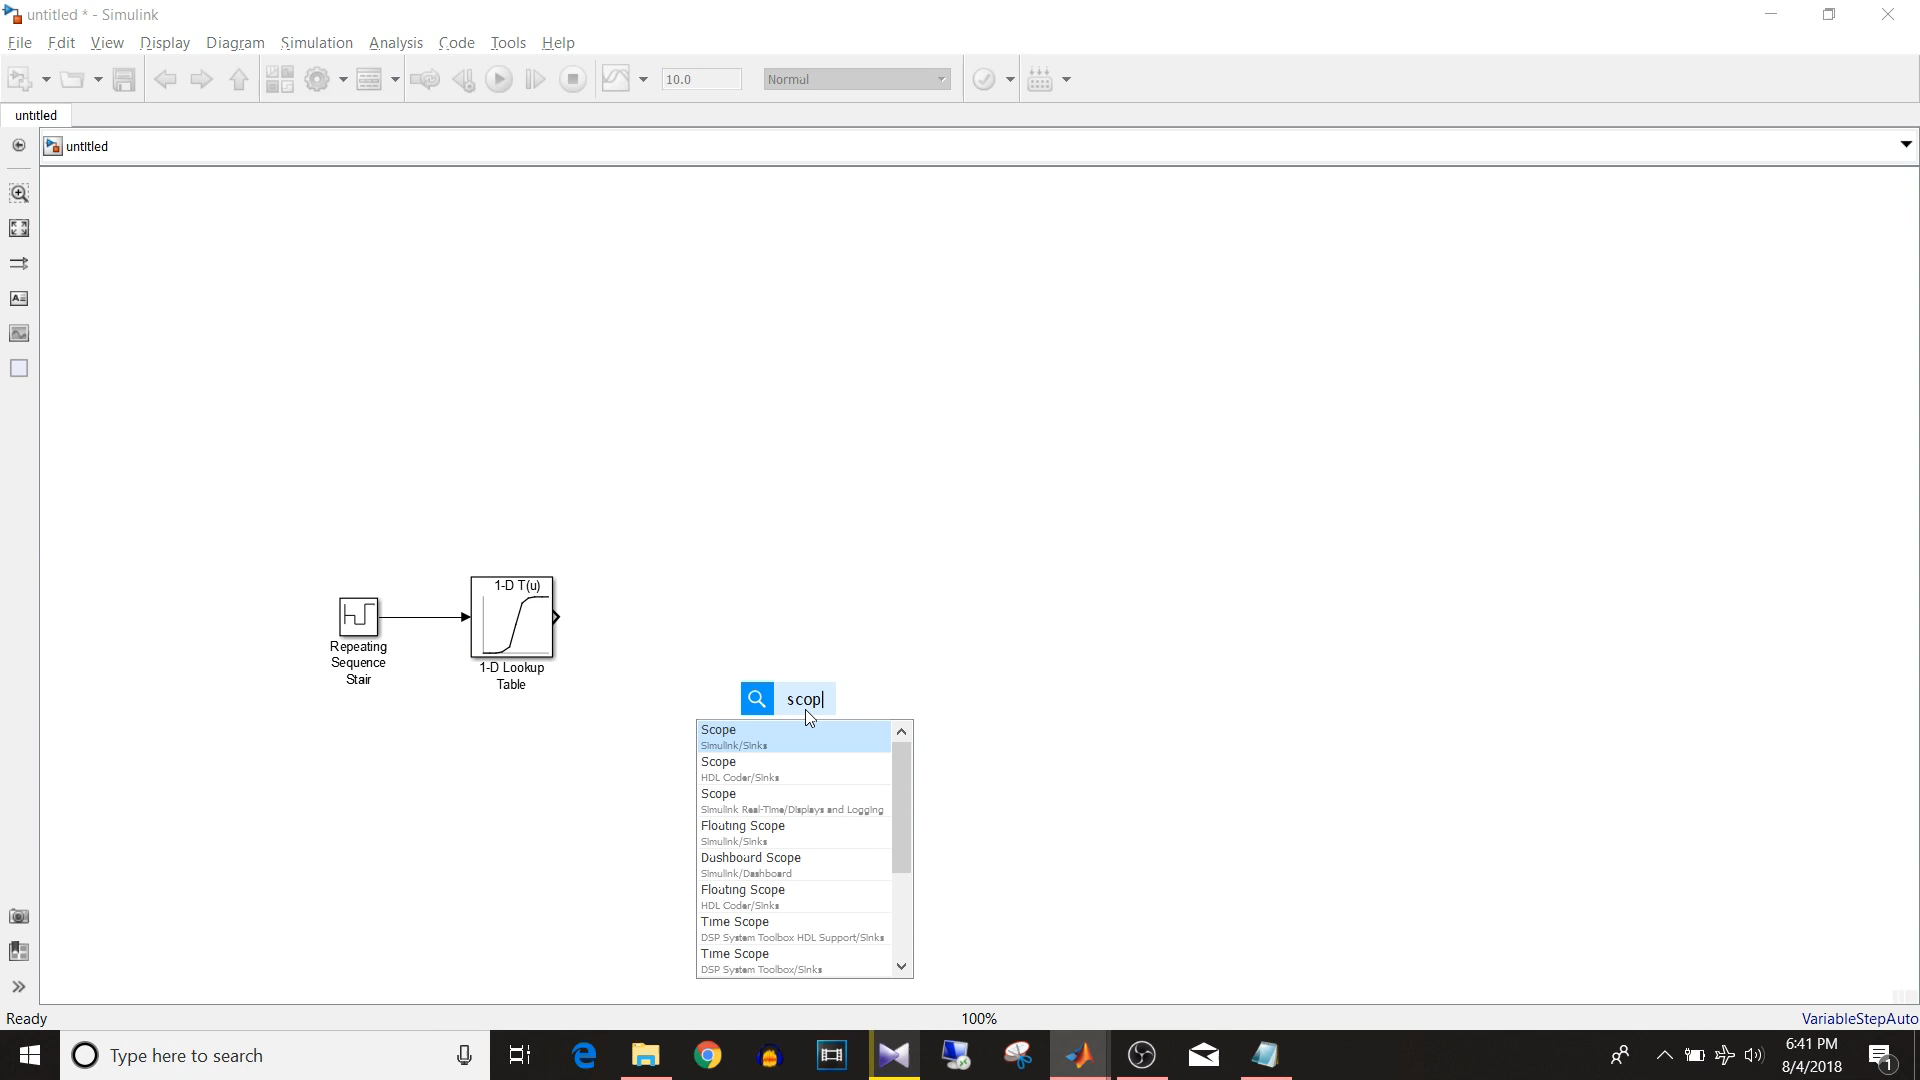 untitled * - Simulink
File Edit View Display Diagram Simulation Analysis Code Tools Help
10.0 Normal
untitled
untitled
1-D T(u)
Repeating
Sequence
Stair
1-D Lookup
Table
scop
Scope
Simulink/Sinks
Scope
HDL Coder/Sinks
Scope
Simulink Real-Time/Displays and Logging
Floating Scope
Simulink/Sinks
Dashboard Scope
Simulink/Dashboard
Floating Scope
HDL Coder/Sinks
Time Scope
DSP System Toolbox HDL Support/Sinks
Time Scope
DSP System Toolbox/Sinks
Ready 100% VariableStepAuto
Type here to search
6:41 PM
8/4/2018
1